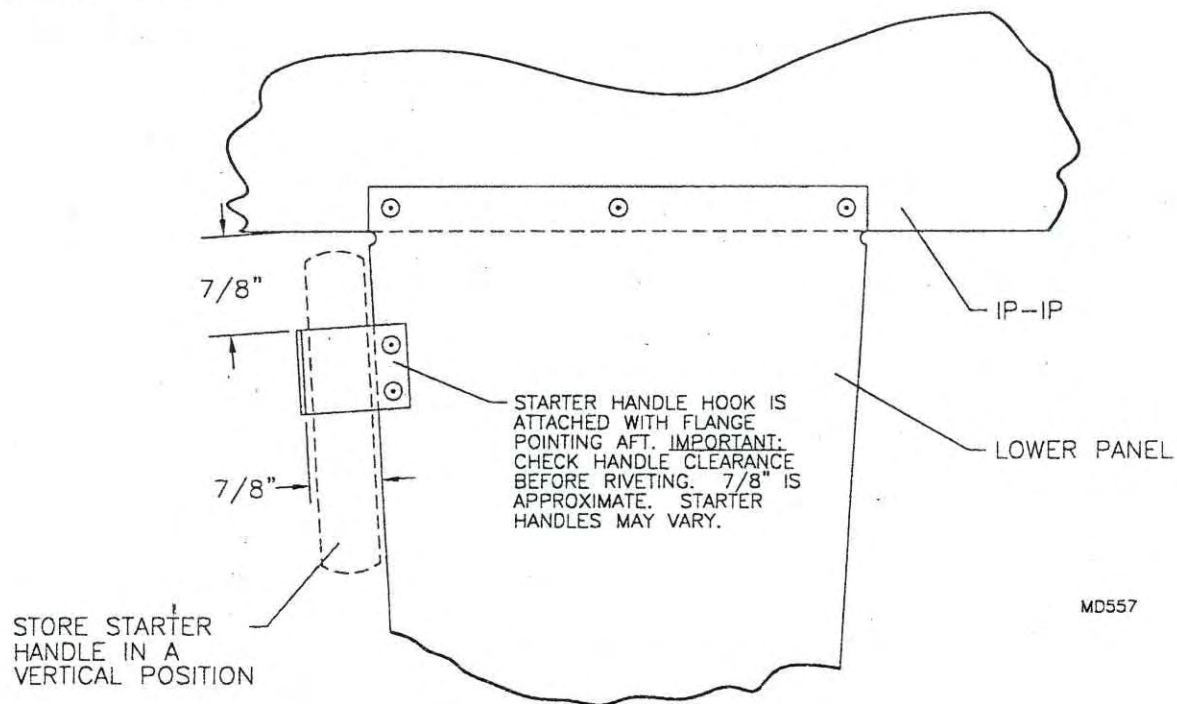 7/8"
IP-IP
STARTER HANDLE HOOK IS
ATTACHED WITH FLANGE
POINTING AFT. IMPORTANT:
CHECK HANDLE CLEARANCE
BEFORE RIVETING. 7/8" IS
APPROXIMATE. STARTER
HANDLES MAY VARY.
LOWER PANEL
7/8"
MD557
STORE STARTER
HANDLE IN A
VERTICAL POSITION